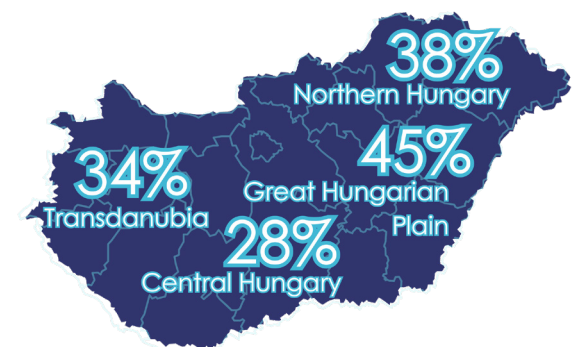 38%
Northern Hungary
45%
Great Hungarian
Plain
34%
Transdanubia
28%
Central Hungary